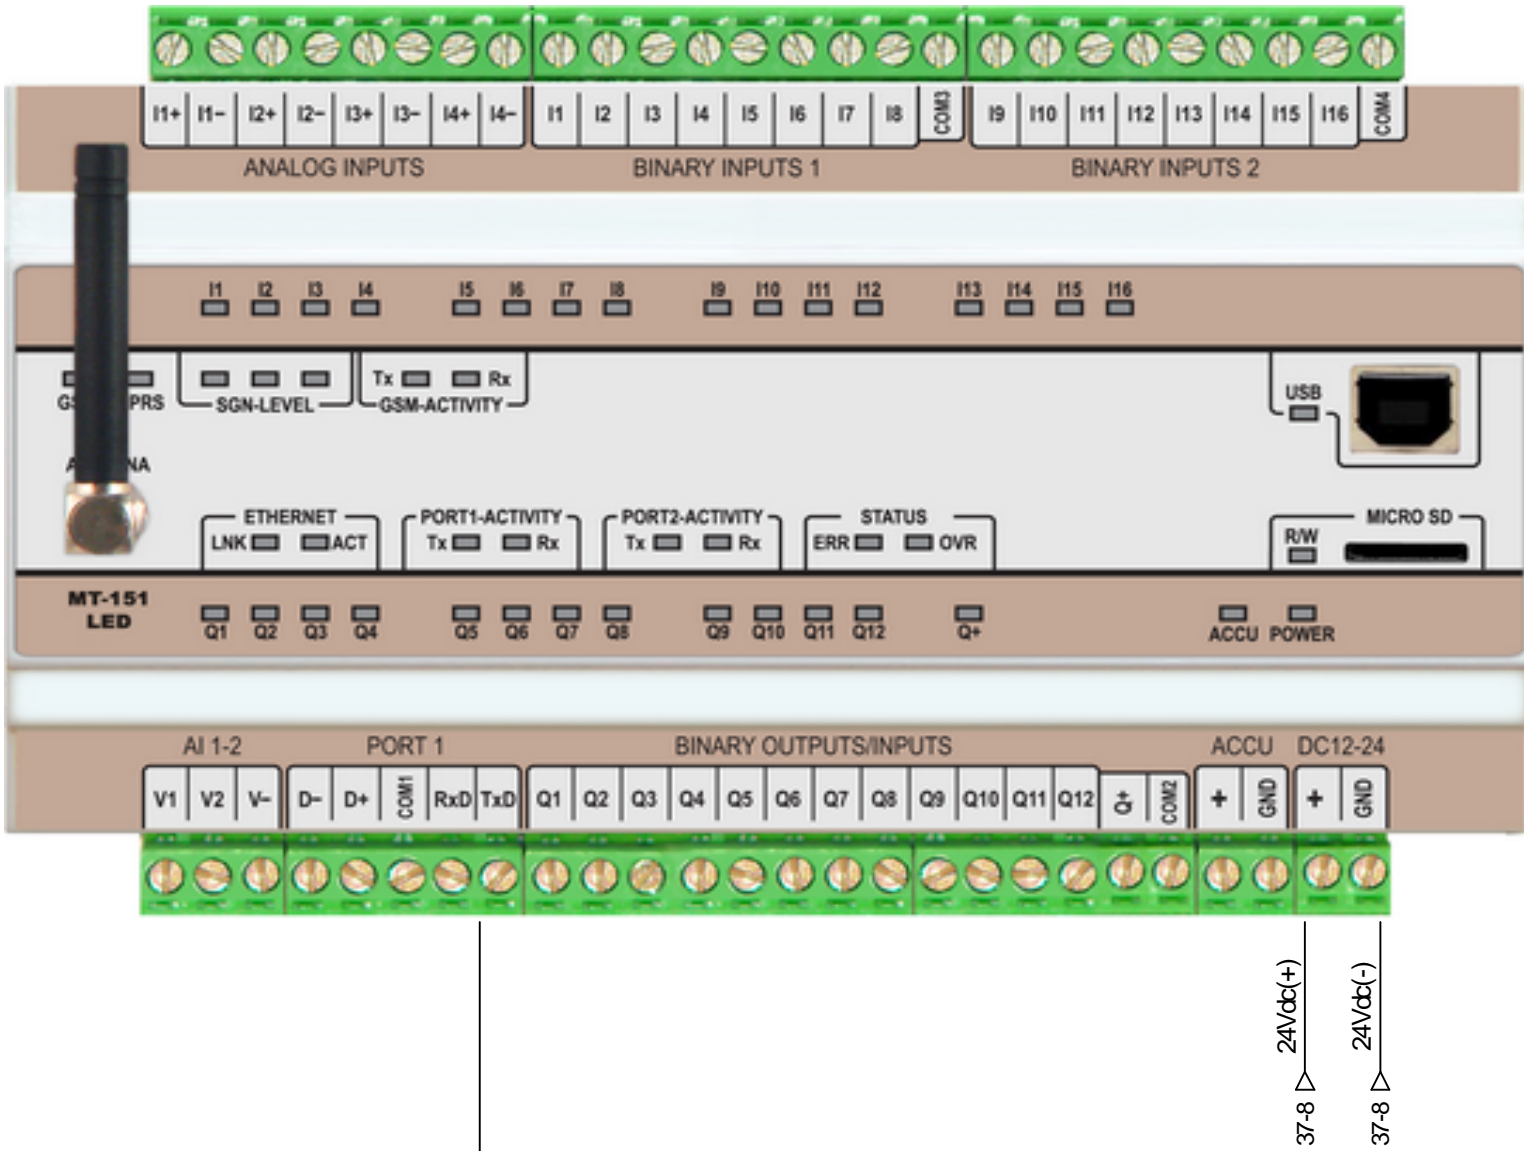 I1+ I1− I2+ I2− I3+ I3− I4+ I4− I1 I2 I3 I4 I5 I6 I7 I8 COM3 I9 I10 I11 I12 I13 I14 I15 I16 COM4
ANALOG INPUTS BINARY INPUTS 1 BINARY INPUTS 2
I1 I2 I3 I4 I5 I6 I7 I8 I9 I10 I11 I12 I13 I14 I15 I16
Tx Rx
USB
SGN-LEVEL GSM-ACTIVITY
ETHERNET PORT1-ACTIVITY PORT2-ACTIVITY STATUS MICRO SD
LNK ACT Tx Rx Tx Rx ERR OVR R/W
MT-151
LED
Q1 Q2 Q3 Q4 Q5 Q6 Q7 Q8 Q9 Q10 Q11 Q12 Q+ ACCU POWER
AI 1-2 PORT 1 BINARY OUTPUTS/INPUTS ACCU DC12-24
V1 V2 V− D− D+ COM1 RxD TxD Q1 Q2 Q3 Q4 Q5 Q6 Q7 Q8 Q9 Q10 Q11 Q12 Q+ COM2 + GND + GND
24Vdc(+) 24Vdc(-)
37-8 37-8